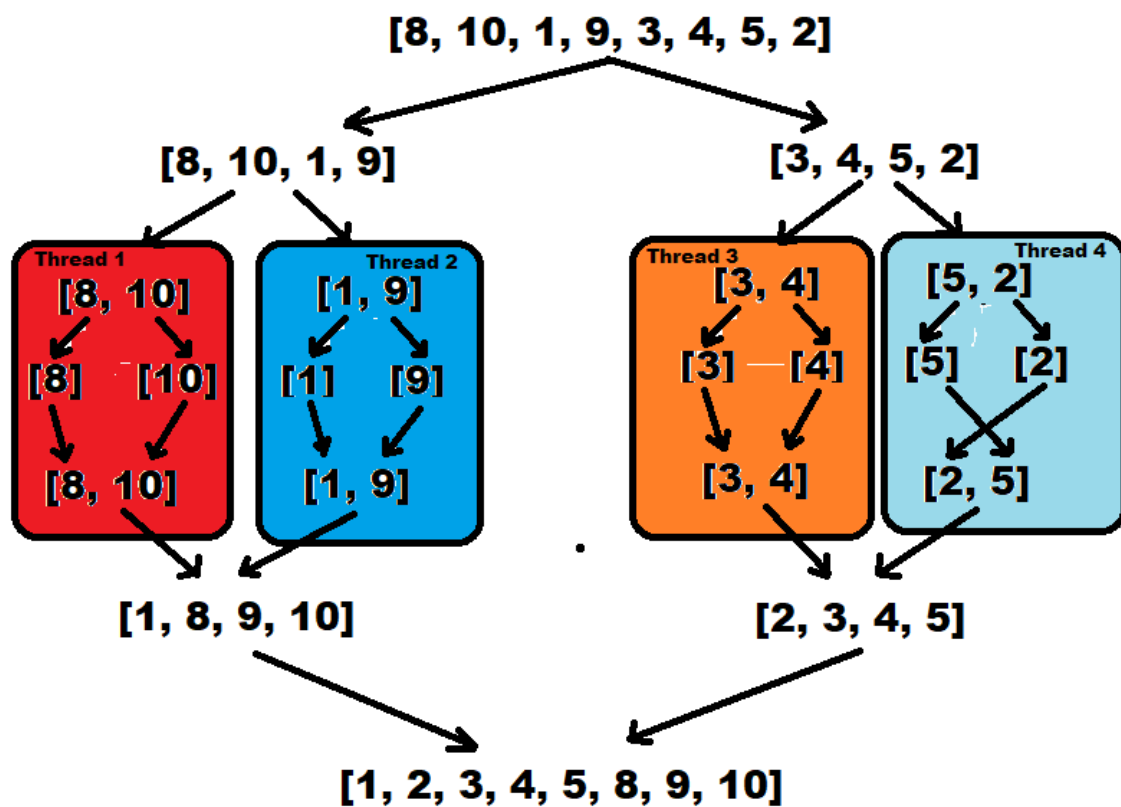 [8, 10, 1, 9, 3, 4, 5, 2]
[8, 10, 1, 9]
[3, 4, 5, 2]
Thread 1
[8, 10]
[8]
[10]
[8, 10]
Thread 2
[1, 9]
[1]
[9]
[1, 9]
Thread 3
[3, 4]
[3]
[4]
[3, 4]
Thread 4
[5, 2]
[5]
[2]
[2, 5]
[1, 8, 9, 10]
[2, 3, 4, 5]
[1, 2, 3, 4, 5, 8, 9, 10]